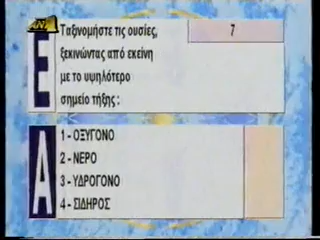 ANT1
Ε
Ταξινομήστε τις ουσίες,
7
ξεκινώντας από εκείνη
με το υψηλότερο
σημείο τήξης :
Α
1 - ΟΞΥΓΟΝΟ
2 - ΝΕΡΟ
3 - ΥΔΡΟΓΟΝΟ
4 - ΣΙΔΗΡΟΣ